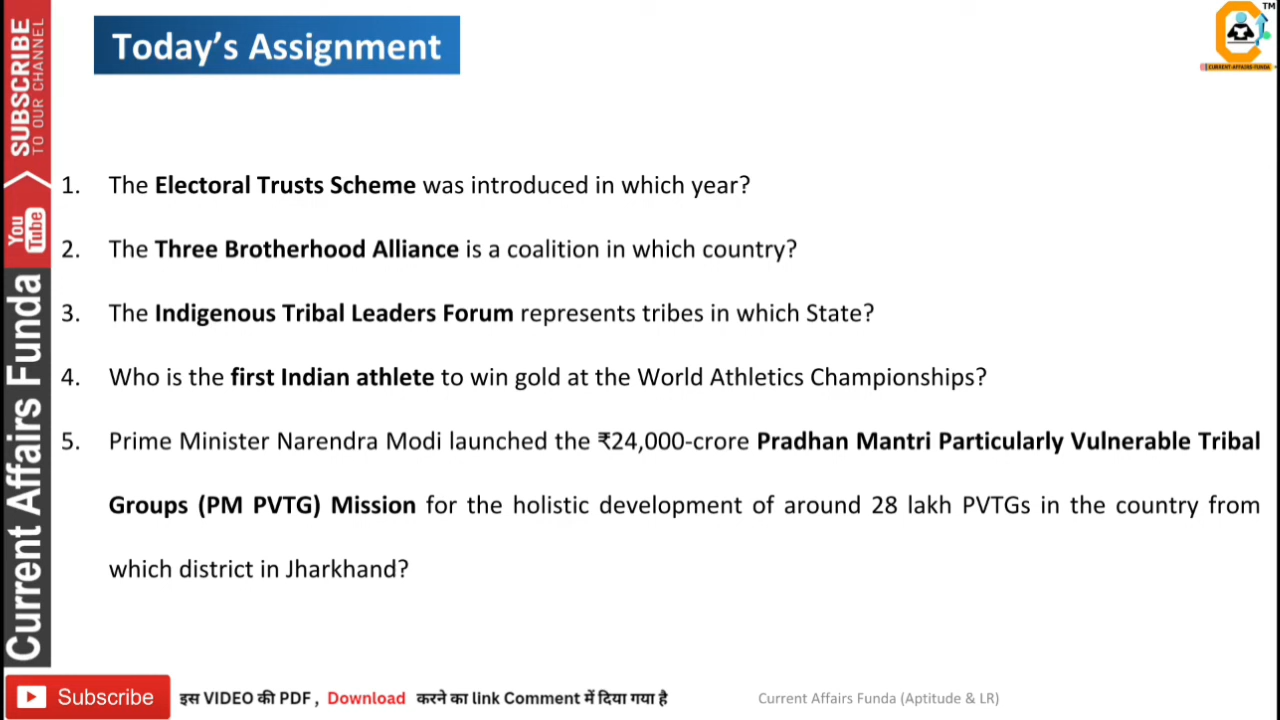 Today's Assignment
TM
CURRENT AFFAIRS FUNDA
SUBSCRIBE
TO OUR CHANNEL
You
Tube
Current Affairs Funda
1. The Electoral Trusts Scheme was introduced in which year?
2. The Three Brotherhood Alliance is a coalition in which country?
3. The Indigenous Tribal Leaders Forum represents tribes in which State?
4. Who is the first Indian athlete to win gold at the World Athletics Championships?
5. Prime Minister Narendra Modi launched the ₹24,000-crore Pradhan Mantri Particularly Vulnerable Tribal
Groups (PM PVTG) Mission for the holistic development of around 28 lakh PVTGs in the country from
which district in Jharkhand?
Subscribe
इस VIDEO की PDF , Download करने का link Comment में दिया गया है
Current Affairs Funda (Aptitude & LR)